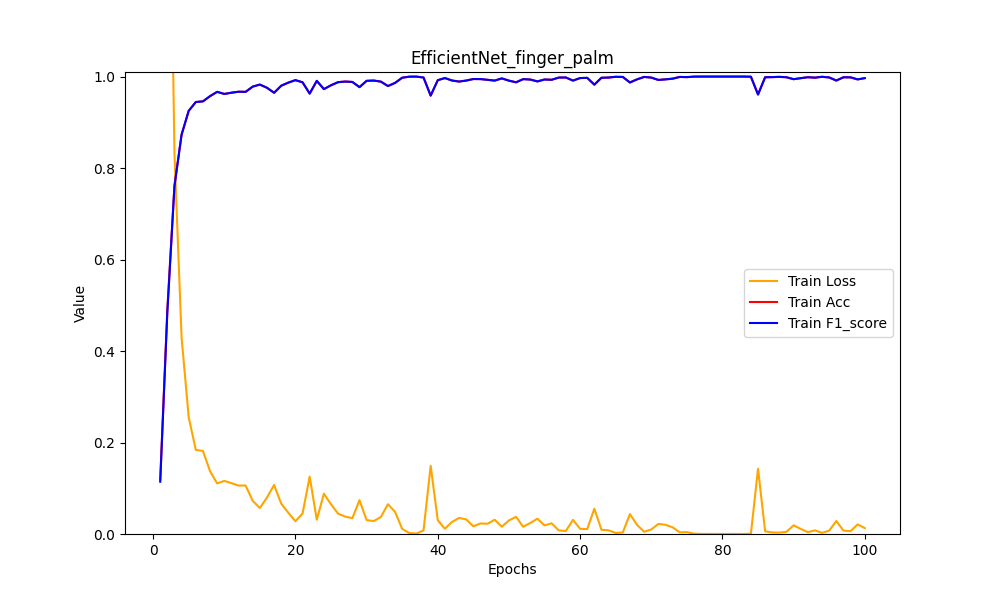 EfficientNet_finger_palm
1.0
0.8
0.6
0.4
0.2
0.0
Value
Train Loss
Train Acc
Train F1_score
0 20 40 60 80 100
Epochs